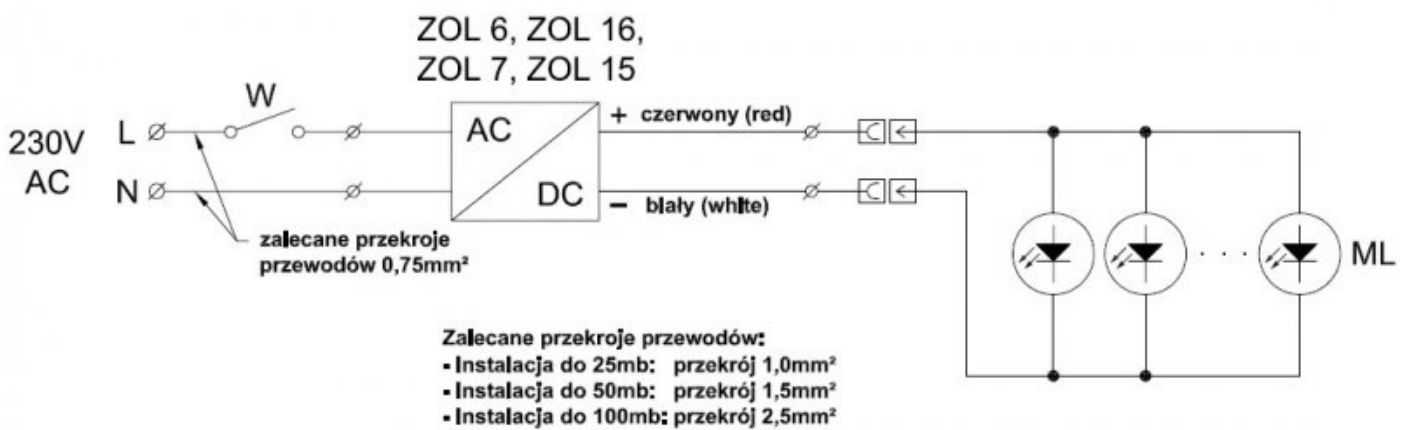 ZOL 6, ZOL 16,
ZOL 7, ZOL 15
W
230V
AC
L
N
AC
DC
+ czerwony (red)
- biały (white)
zalecane przekroje
przewodów 0,75mm²
ML
Zalecane przekroje przewodów:
- Instalacja do 25mb: przekrój 1,0mm²
- Instalacja do 50mb: przekrój 1,5mm²
- Instalacja do 100mb: przekrój 2,5mm²